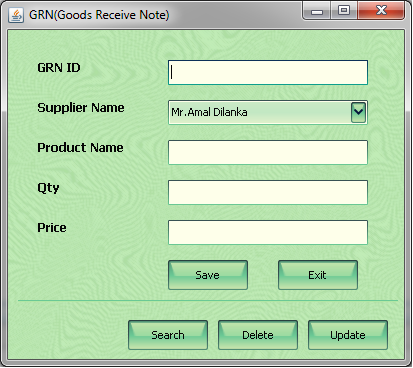 GRN(Goods Receive Note)
GRN ID
Supplier Name
Mr.Amal Dilanka
Product Name
Qty
Price
Save Exit
Search Delete Update